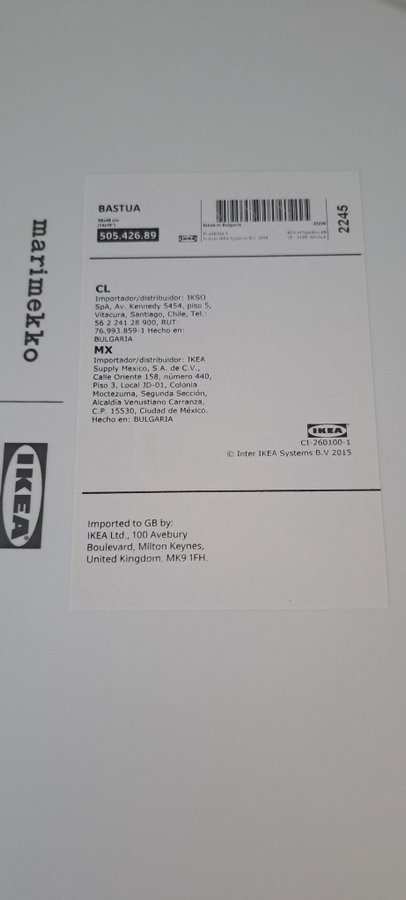 BASTUA
505.426.89
Made in Bulgaria
2245
CL
Importador/distribuidor: IKSO
SpA, Av. Kennedy 5454, piso 5,
Vitacura, Santiago, Chile, Tel.:
56 2 241 28 900, RUT:
76.993.859-1 Hecho en:
BULGARIA
MX
Importador/distribuidor: IKEA
Supply Mexico, S.A. de C.V.,
Calle Oriente 158, número 440,
Piso 3, Local JD-01, Colonia
Moctezuma, Segunda Sección,
Alcaldía Venustiano Carranza,
C.P. 15530, Ciudad de México.
Hecho en: BULGARIA
IKEA
CI-260100-1
© Inter IKEA Systems B.V 2015
Imported to GB by:
IKEA Ltd., 100 Avebury
Boulevard, Milton Keynes,
United Kingdom. MK9 1FH.
marimekko
IKEA